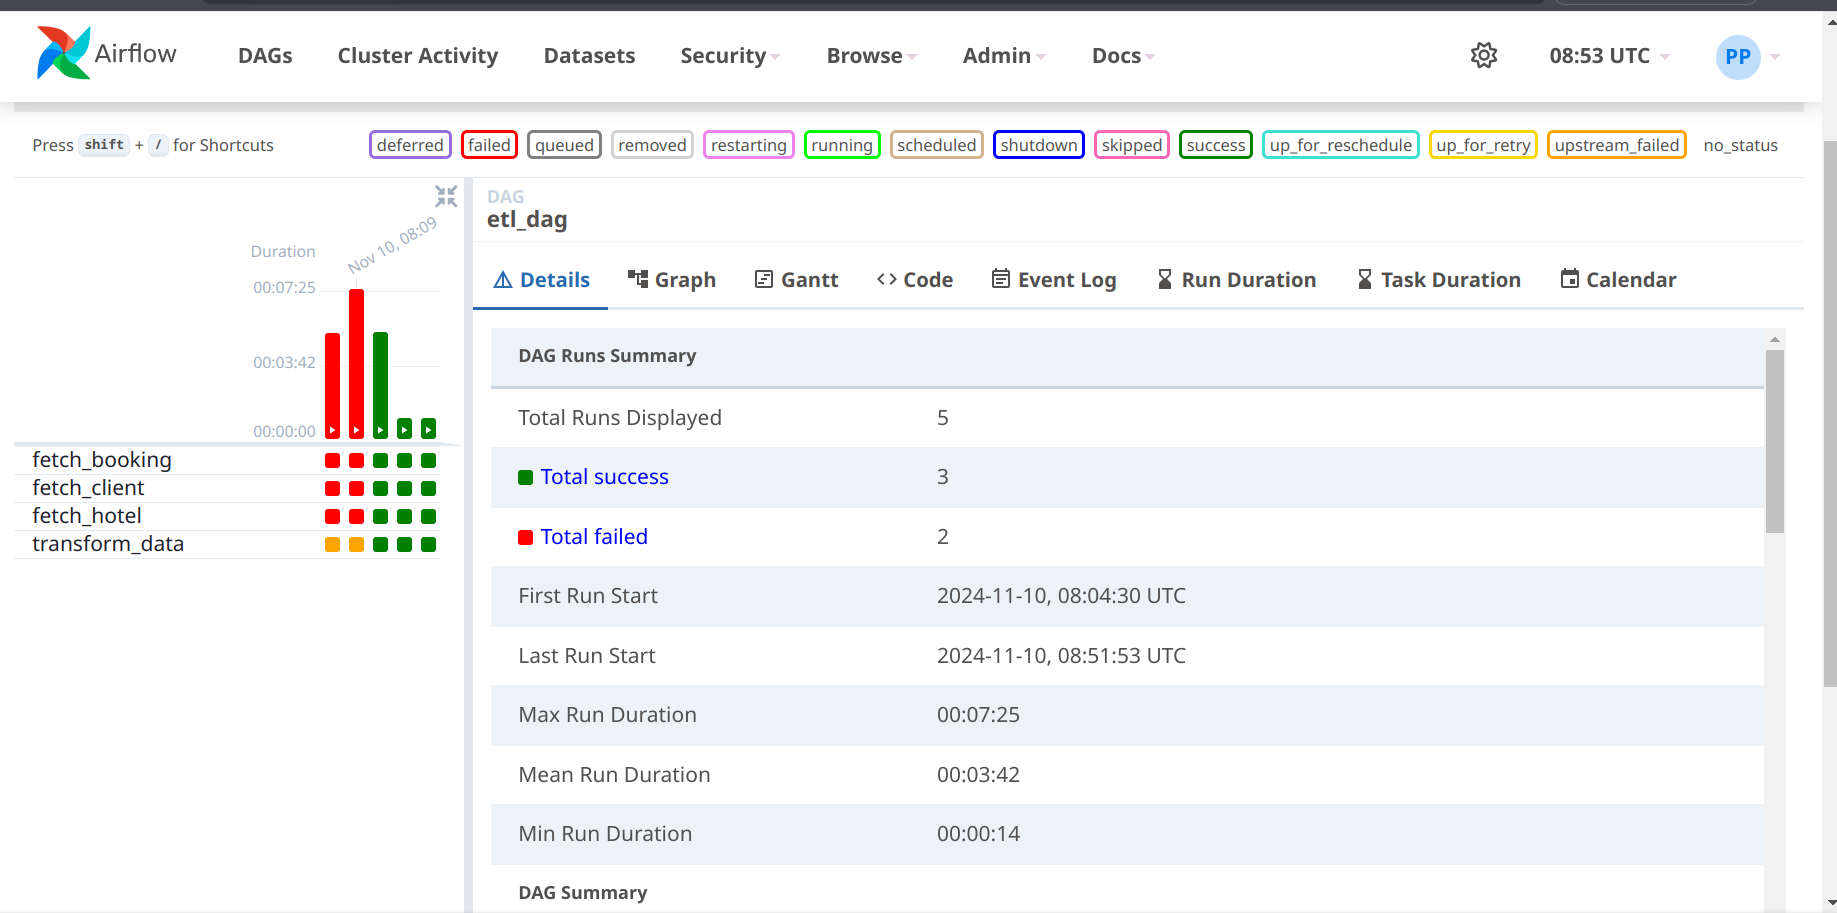 Airflow DAGs Cluster Activity Datasets Security Browse Admin Docs 08:53 UTC PP
Press shift + / for Shortcuts deferred failed queued removed restarting running scheduled shutdown skipped success up_for_reschedule up_for_retry upstream_failed no_status
Nov 10, 08:09
Duration
00:07:25
00:03:42
00:00:00
fetch_booking
fetch_client
fetch_hotel
transform_data
DAG
etl_dag
Details Graph Gantt Code Event Log Run Duration Task Duration Calendar
DAG Runs Summary
Total Runs Displayed 5
Total success 3
Total failed 2
First Run Start 2024-11-10, 08:04:30 UTC
Last Run Start 2024-11-10, 08:51:53 UTC
Max Run Duration 00:07:25
Mean Run Duration 00:03:42
Min Run Duration 00:00:14
DAG Summary